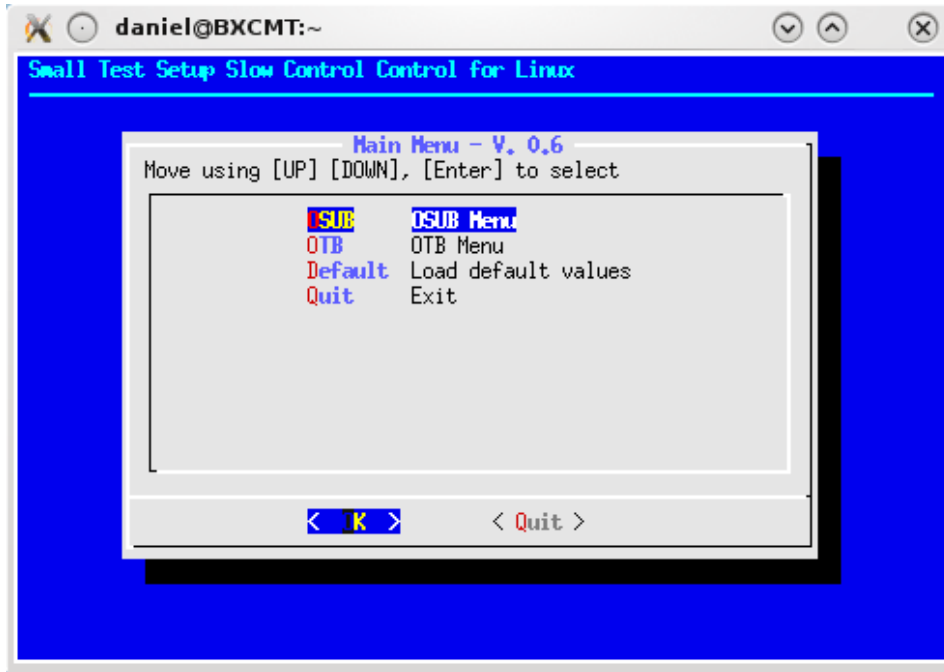 daniel@BXCMT:~
Small Test Setup Slow Control Control for Linux
Main Menu - V. 0.6
Move using [UP] [DOWN], [Enter] to select
OSUB OSUB Menu
OTB OTB Menu
Default Load default values
Quit Exit
< OK > < Quit >